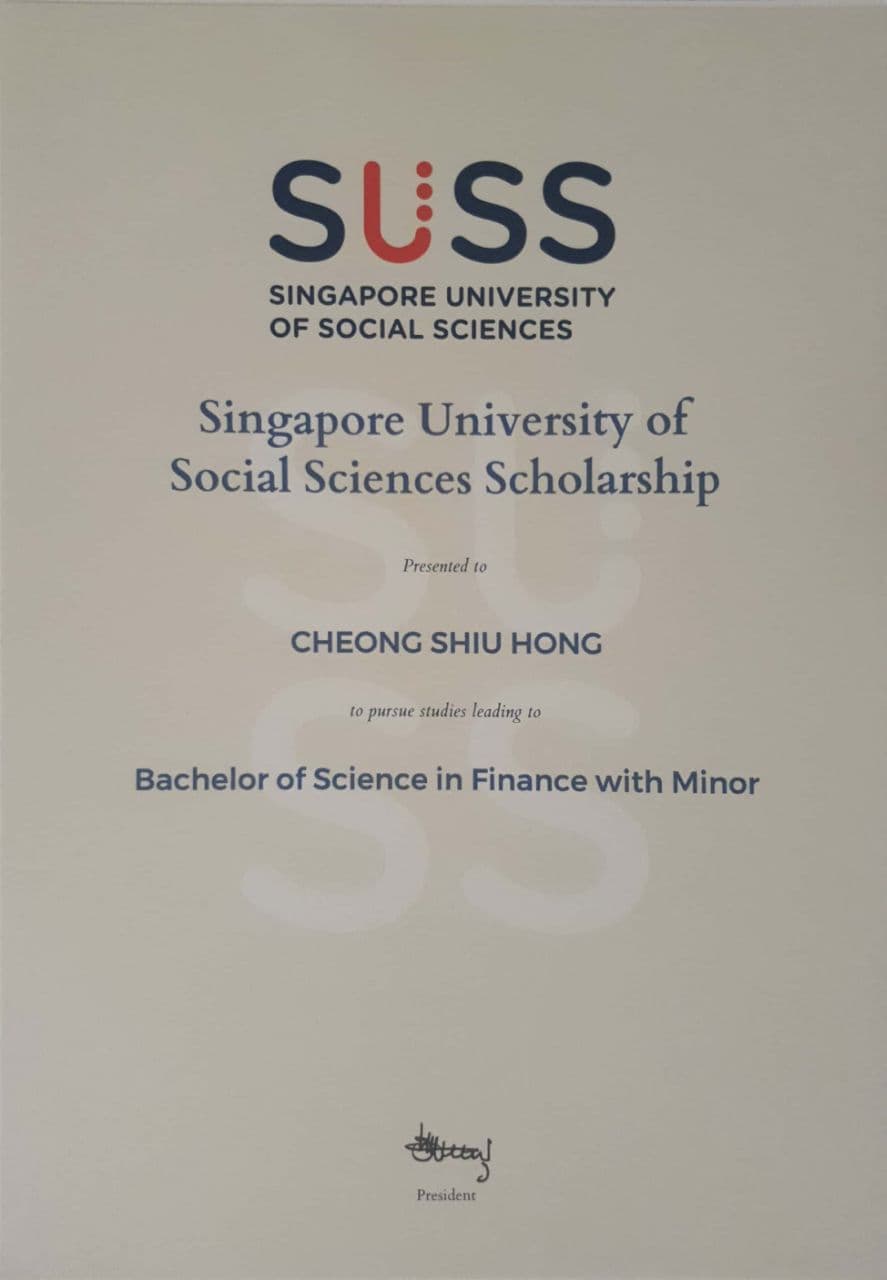 SUSS
SINGAPORE UNIVERSITY
OF SOCIAL SCIENCES
Singapore University of
Social Sciences Scholarship
Presented to
CHEONG SHIU HONG
to pursue studies leading to
Bachelor of Science in Finance with Minor
President